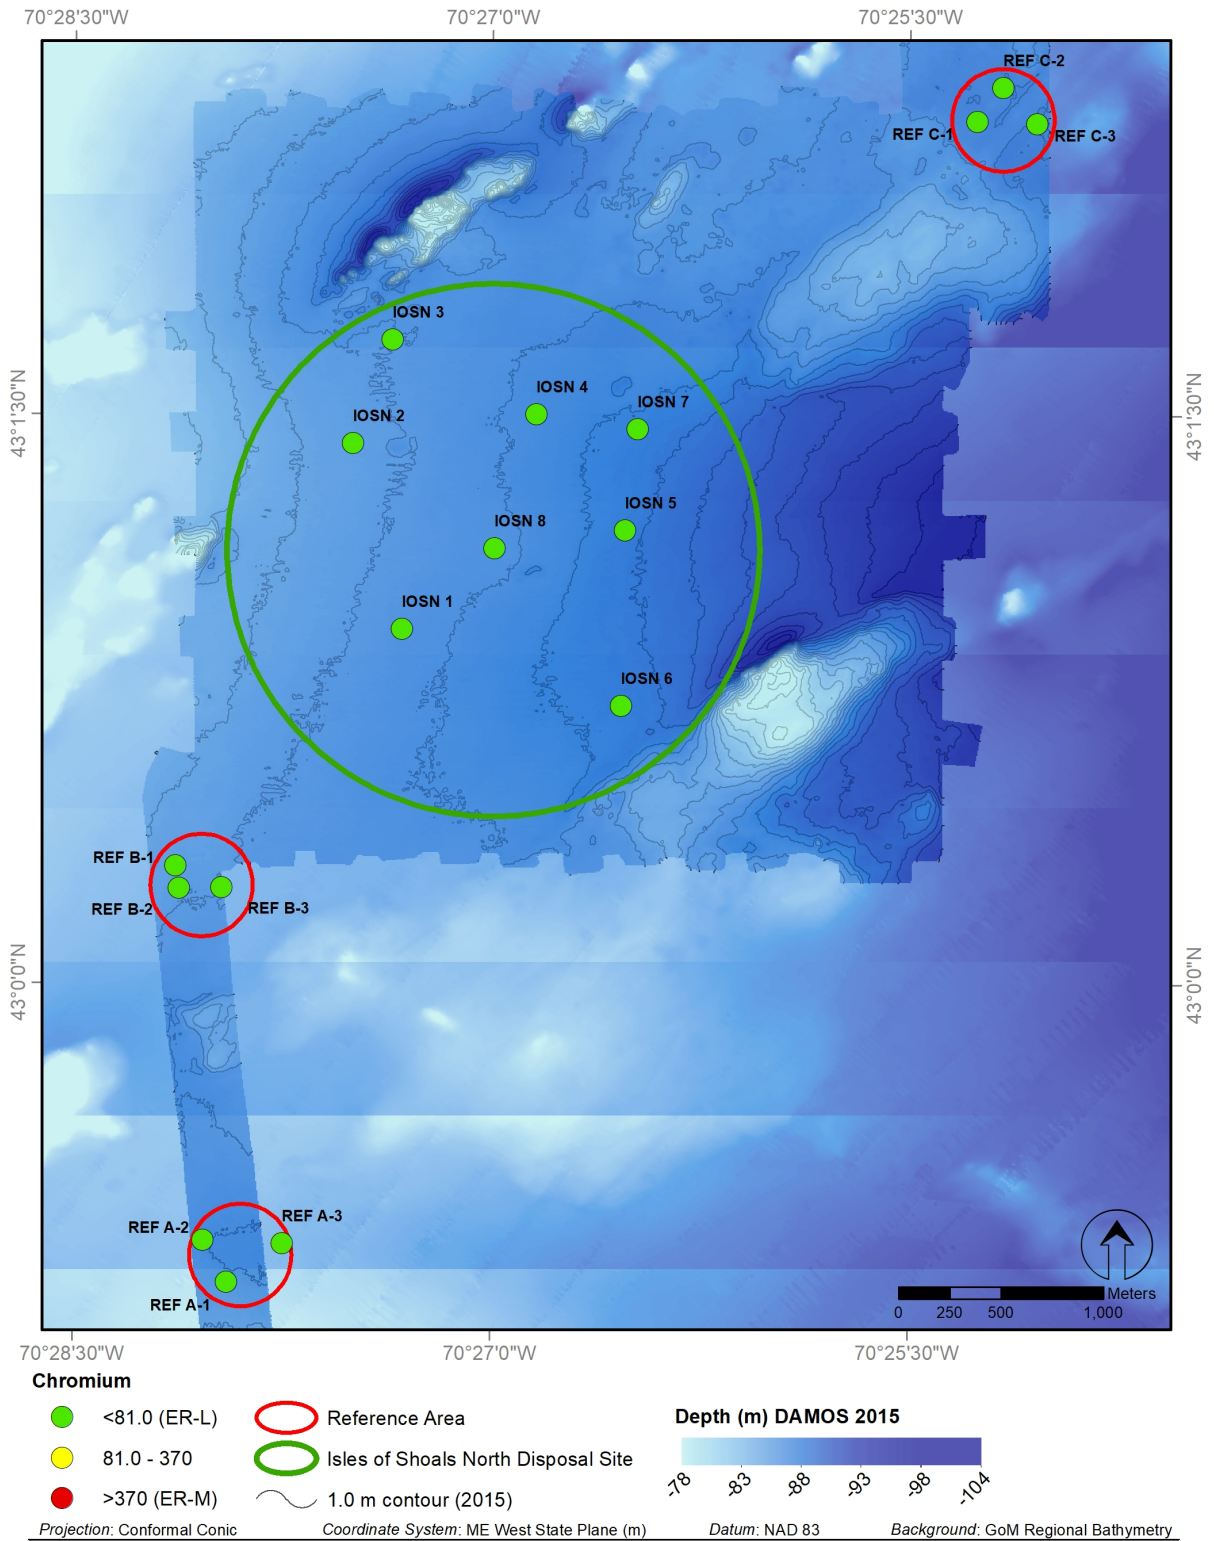 70°28'30"W 70°27'0"W 70°25'30"W
REF C-2
REF C-1
REF C-3
IOSN 3
IOSN 4
IOSN 7
IOSN 2
43°1'30"N
43°1'30"N
IOSN 5
IOSN 8
IOSN 1
IOSN 6
REF B-1
REF B-2
REF B-3
43°0'0"N
43°0'0"N
REF A-2
REF A-3
REF A-1
Meters
0 250 500 1,000
70°28'30"W 70°27'0"W 70°25'30"W
Chromium
<81.0 (ER-L)
81.0 - 370
>370 (ER-M)
Reference Area
Isles of Shoals North Disposal Site
1.0 m contour (2015)
Depth (m) DAMOS 2015
-78 -83 -88 -93 -98 -104
Projection: Conformal Conic Coordinate System: ME West State Plane (m) Datum: NAD 83 Background: GoM Regional Bathymetry